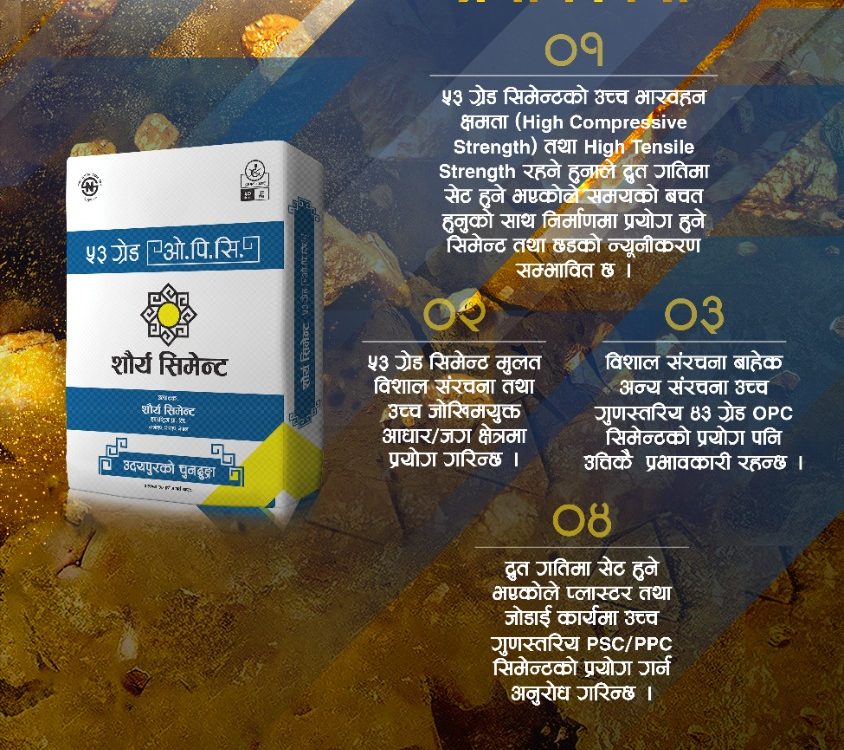 ०१
५३ ग्रेड सिमेन्टको उच्च भारवहन
क्षमता (High Compressive
Strength) तथा High Tensile
Strength रहने हुनाले द्रुत गतिमा
सेट हुने भएकोले समयको बचत
हुनुको साथ निर्माणमा प्रयोग हुने
सिमेन्ट तथा छडको न्यूनीकरण
सम्भावित छ ।
५३ ग्रेड ओ.पि.सि.
शौर्य सिमेन्ट
शौर्य सिमेन्ट
उदयपुरको चुनढुङ्गा
५३ ग्रेड ओ.पि.सि.
शौर्य सिमेन्ट
०२
५३ ग्रेड सिमेन्ट मुलत
विशाल संरचना तथा
उच्च जोखिमयुक्त
आधार/जग क्षेत्रमा
प्रयोग गरिन्छ ।
०३
विशाल संरचना बाहेक
अन्य संरचना उच्च
गुणस्तरिय ४३ ग्रेड OPC
सिमेन्टको प्रयोग पनि
उत्तिकै प्रभावकारी रहन्छ ।
०४
द्रुत गतिमा सेट हुने
भएकोले प्लास्टर तथा
जोडाई कार्यमा उच्च
गुणस्तरिय PSC/PPC
सिमेन्टको प्रयोग गर्न
अनुरोध गरिन्छ ।